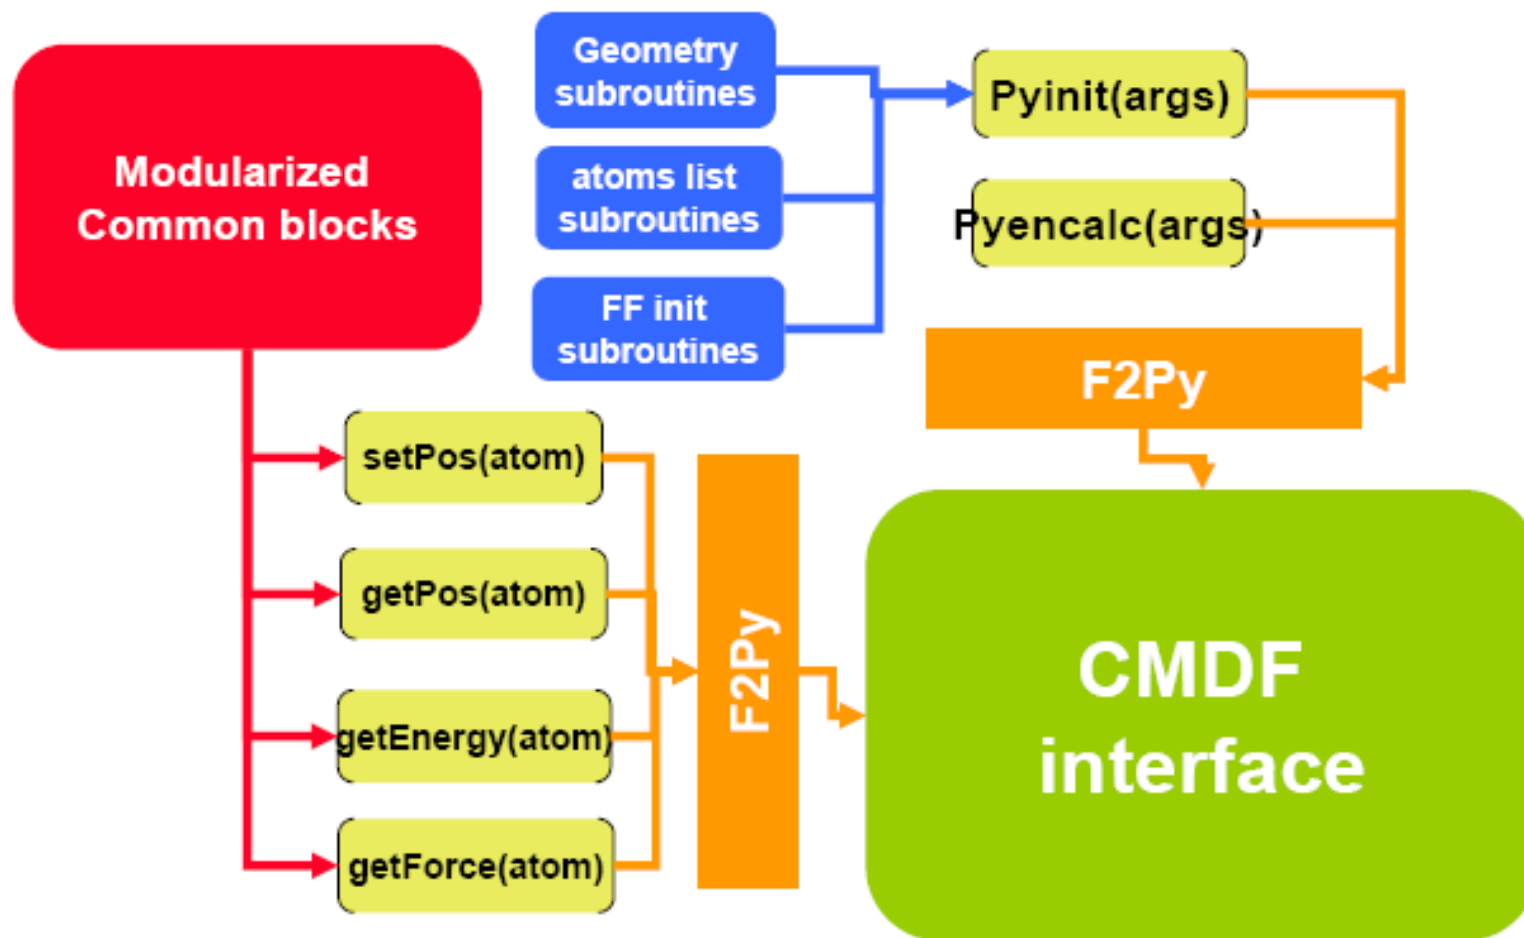 Modularized
Common blocks
Geometry
subroutines
atoms list
subroutines
FF init
subroutines
Pyinit(args)
Pyencalc(args)
F2Py
setPos(atom)
getPos(atom)
getEnergy(atom)
getForce(atom)
F2Py
CMDF
interface